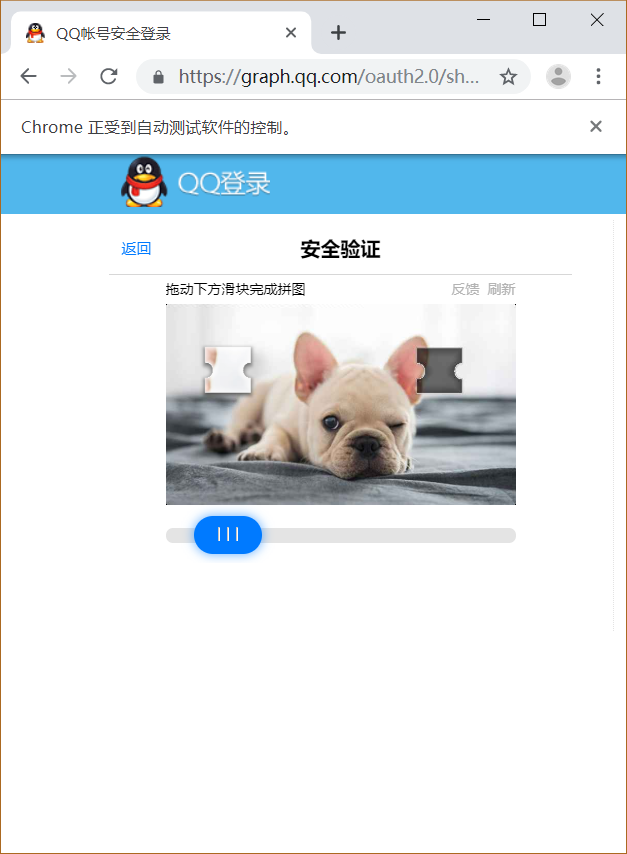 QQ帐号安全登录
https://graph.qq.com/oauth2.0/sh...
Chrome 正受到自动测试软件的控制。
QQ登录
返回
安全验证
拖动下方滑块完成拼图
反馈 刷新